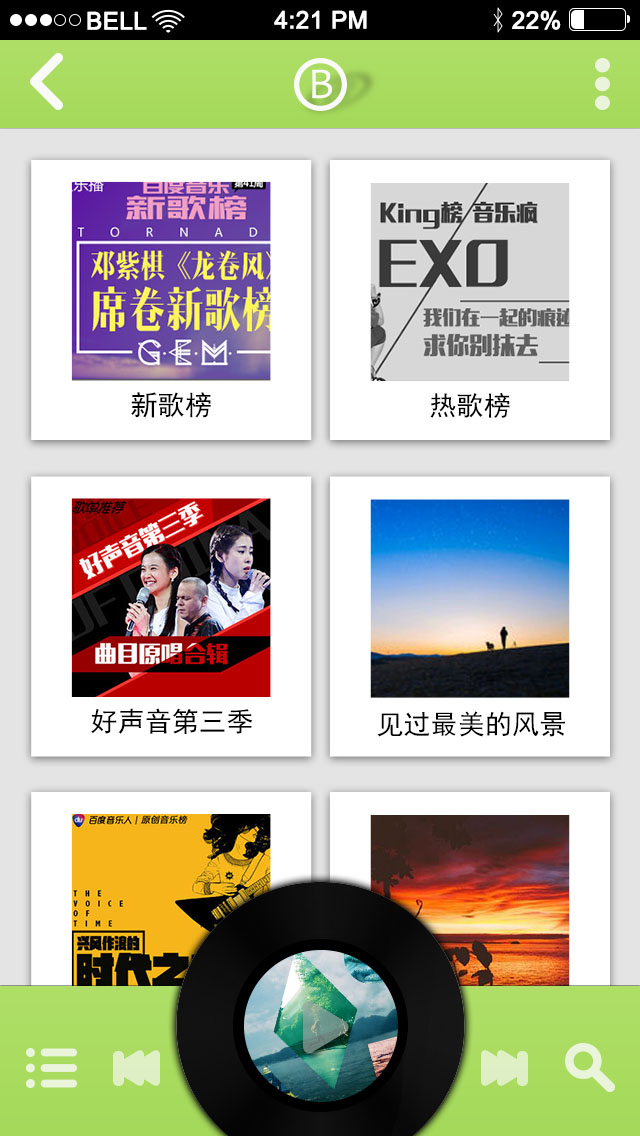 BELL 4:21 PM 22%
B
乐播
百度音乐 第41周
新歌榜
TORNAD
邓紫棋《龙卷风》
席卷新歌榜
G.E.M.
新歌榜
King榜 音乐疯
EXO
我们在一起的痕迹
求你别抹去
热歌榜
歌单推荐
好声音第三季
曲目原唱合辑
好声音第三季
见过最美的风景
du 百度音乐人 | 原创音乐榜
THE
VOICE
OF
TIME
兴风作浪的
时代之